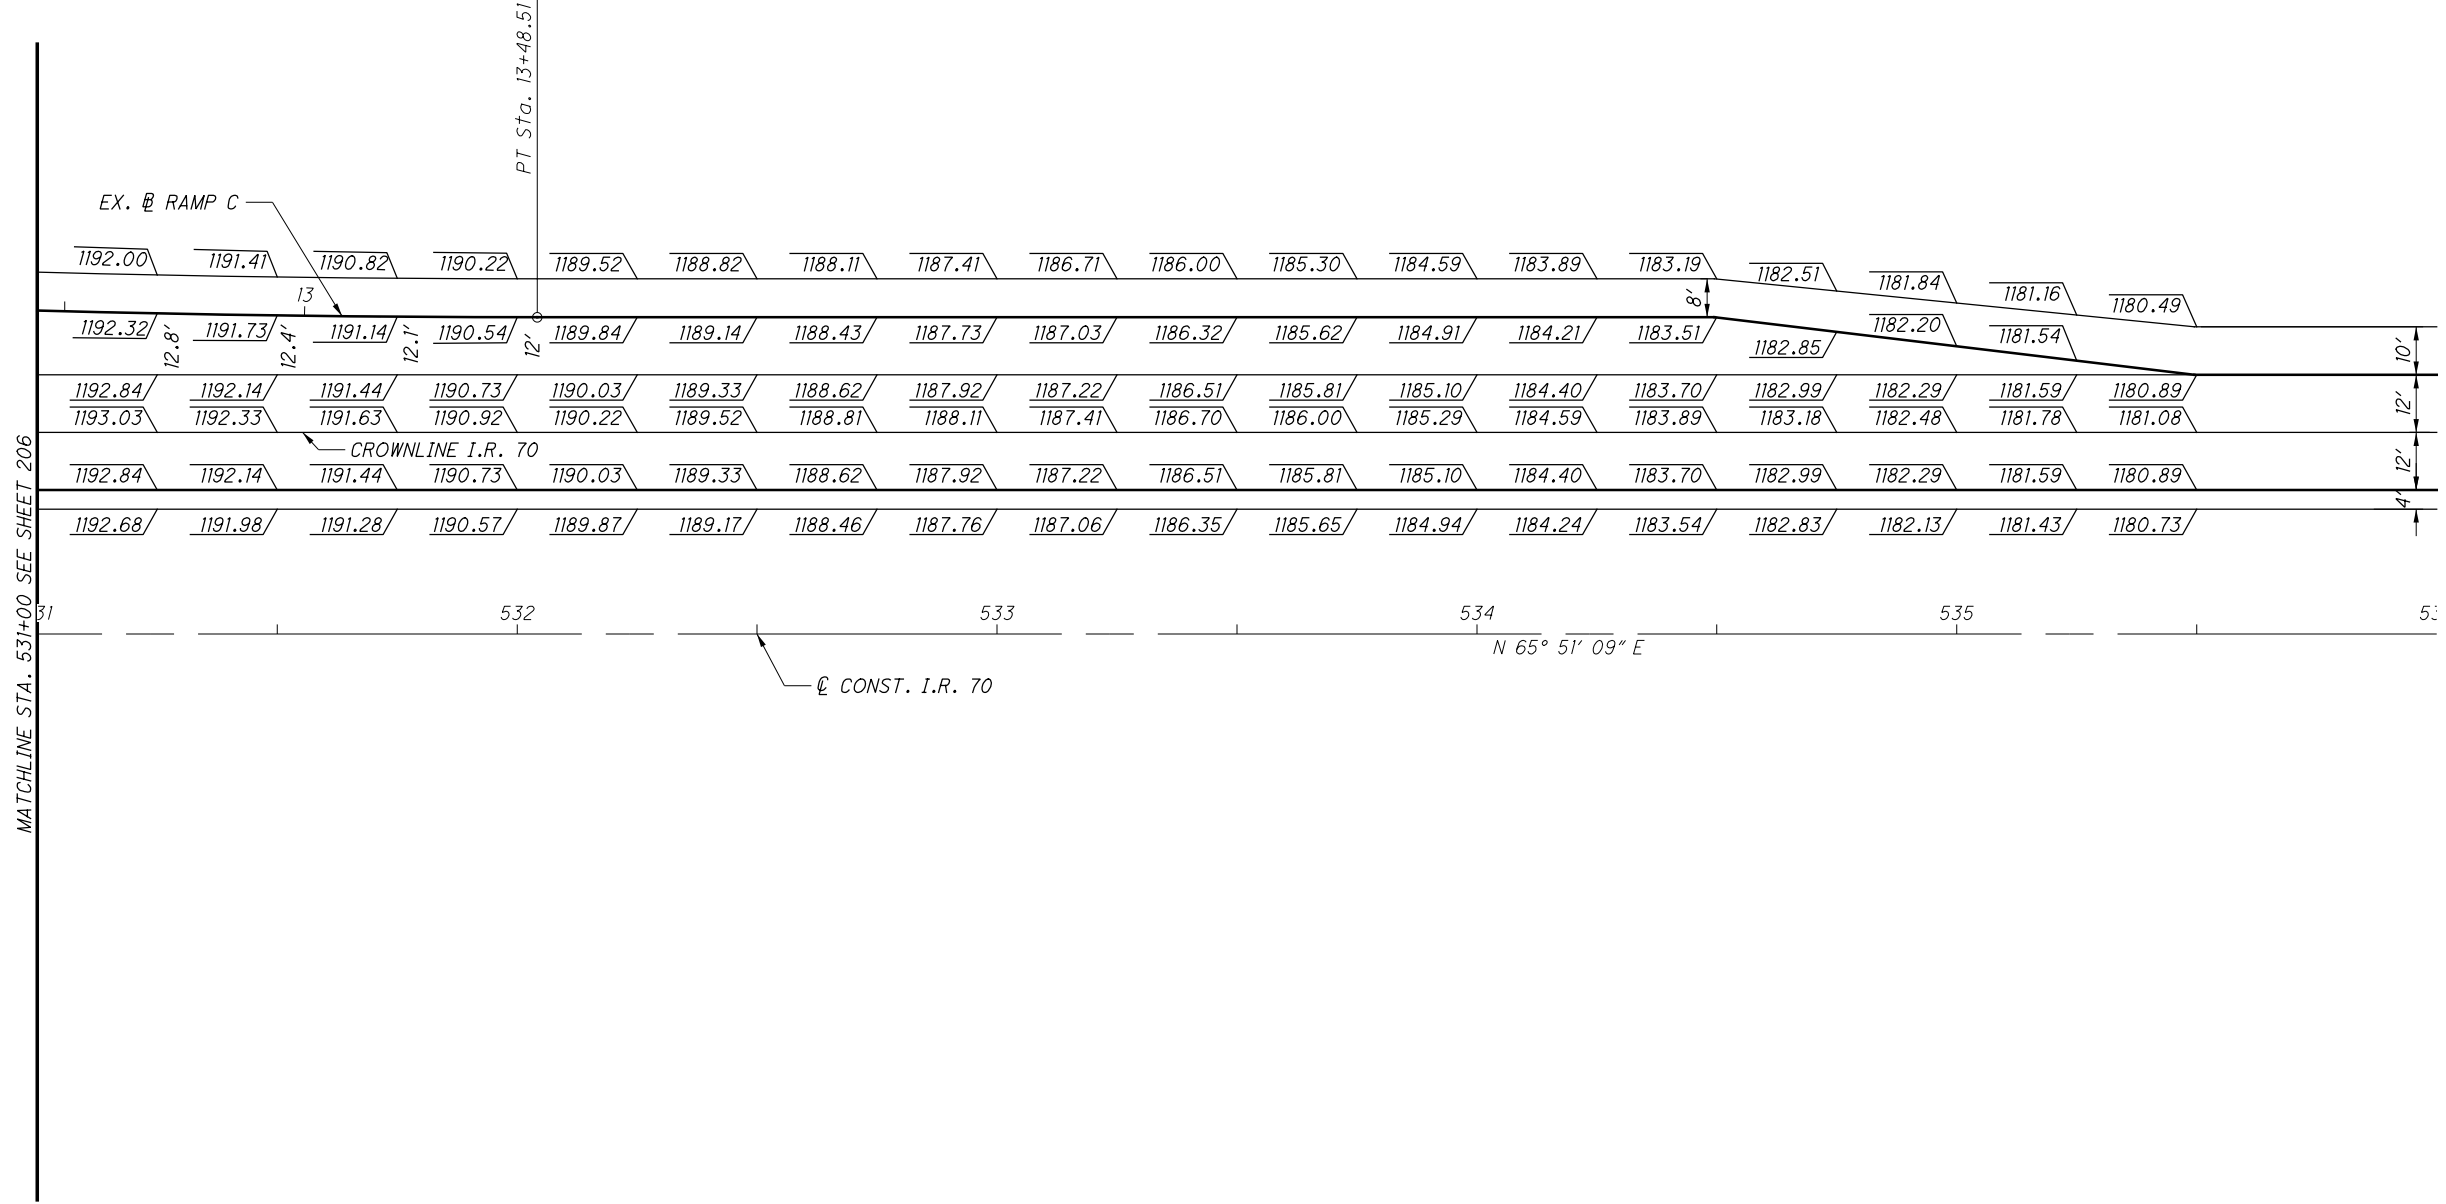 PT Sta. 13+48.51
EX. BL RAMP C
1192.00 1191.41 1190.82 1190.22 1189.52 1188.82 1188.11 1187.41 1186.71 1186.00 1185.30 1184.59 1183.89 1183.19 1182.51 1181.84 1181.16 1180.49
13
8'
1192.32 1191.73 1191.14 1190.54 1189.84 1189.14 1188.43 1187.73 1187.03 1186.32 1185.62 1184.91 1184.21 1183.51 1182.85 1182.20 1181.54
12.8' 12.4' 12.1' 12' 10'
1192.84 1192.14 1191.44 1190.73 1190.03 1189.33 1188.62 1187.92 1187.22 1186.51 1185.81 1185.10 1184.40 1183.70 1182.99 1182.29 1181.59 1180.89
12'
1193.03 1192.33 1191.63 1190.92 1190.22 1189.52 1188.81 1188.11 1187.41 1186.70 1186.00 1185.29 1184.59 1183.89 1183.18 1182.48 1181.78 1181.08
CROWNLINE I.R. 70
12'
1192.84 1192.14 1191.44 1190.73 1190.03 1189.33 1188.62 1187.92 1187.22 1186.51 1185.81 1185.10 1184.40 1183.70 1182.99 1182.29 1181.59 1180.89
4'
1192.68 1191.98 1191.28 1190.57 1189.87 1189.17 1188.46 1187.76 1187.06 1186.35 1185.65 1184.94 1184.24 1183.54 1182.83 1182.13 1181.43 1180.73
MATCHLINE STA. 531+00 SEE SHEET 206
31 532 533 534 535
N 65° 51' 09" E
CL CONST. I.R. 70